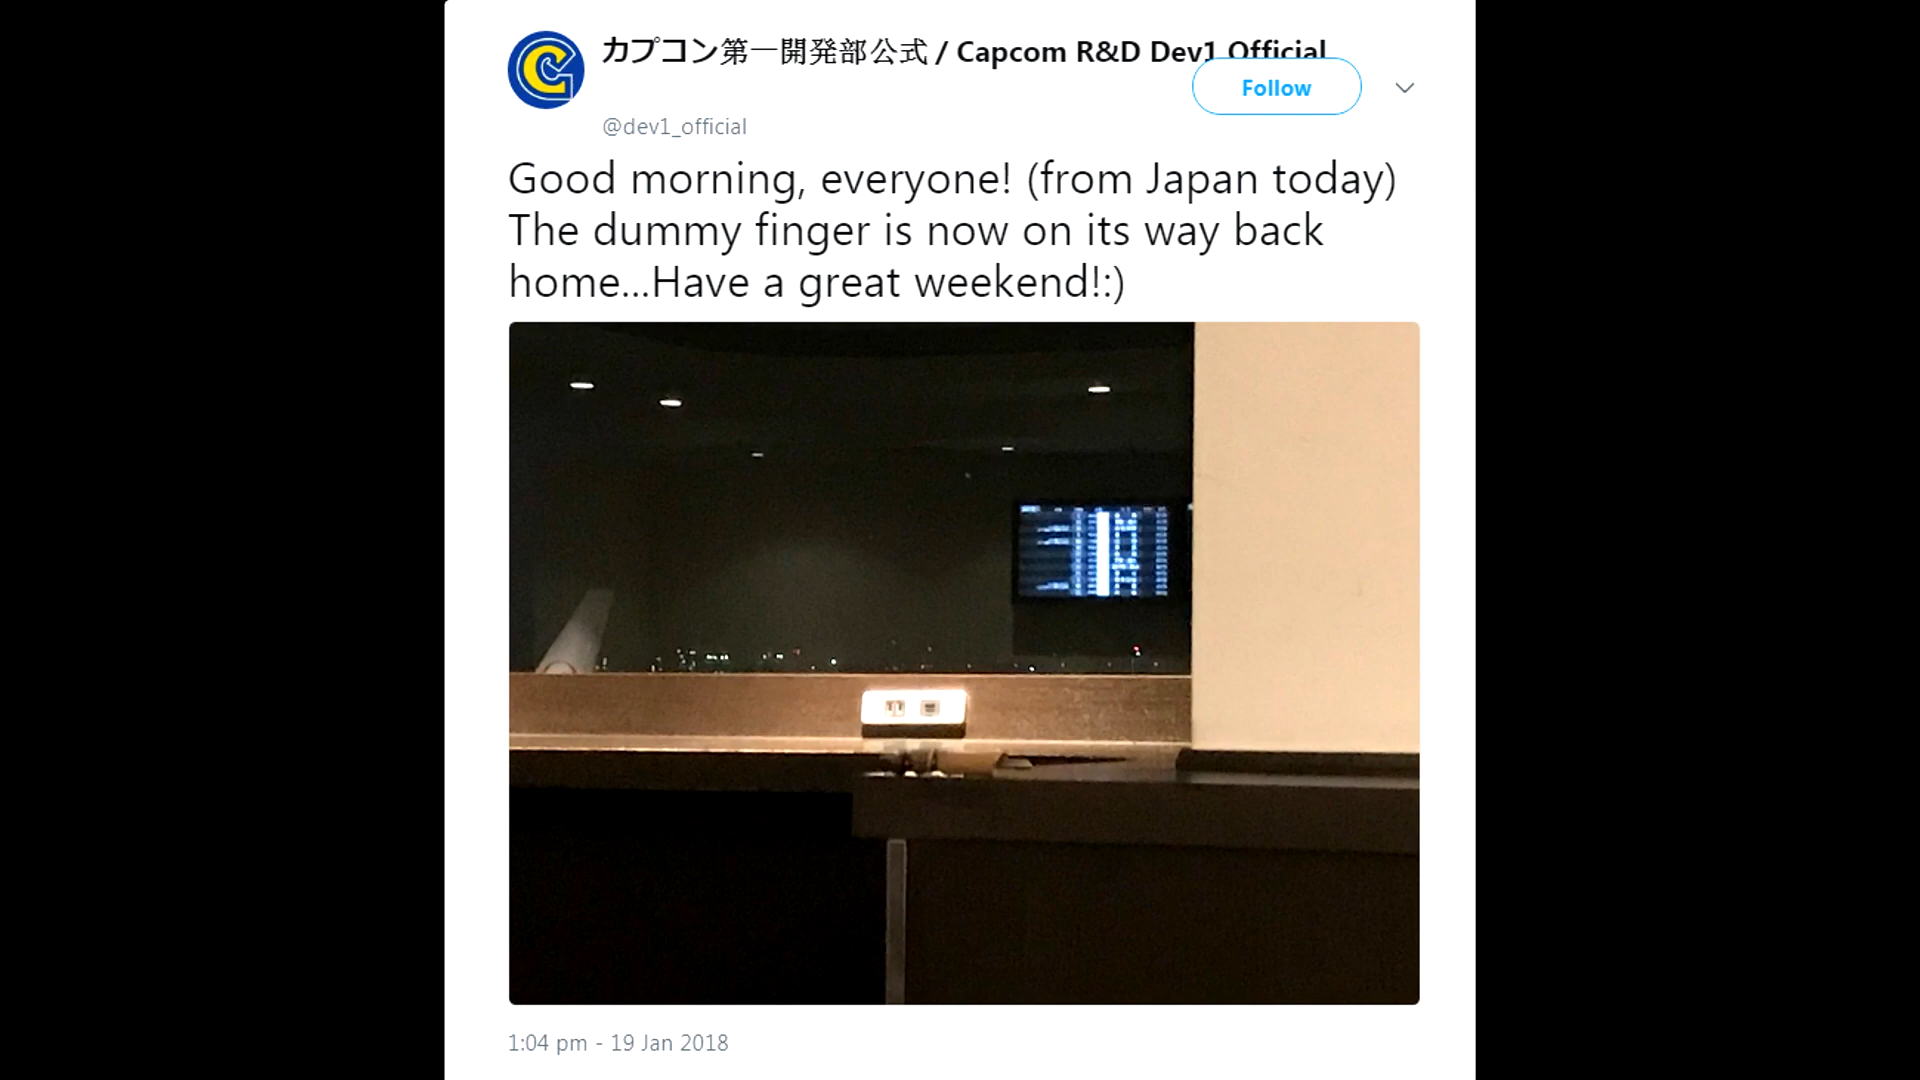 カプコン第一開発部公式 / Capcom R&D Dev1 Official
Follow
@dev1_official
Good morning, everyone! (from Japan today)
The dummy finger is now on its way back
home...Have a great weekend!:)
1:04 pm - 19 Jan 2018